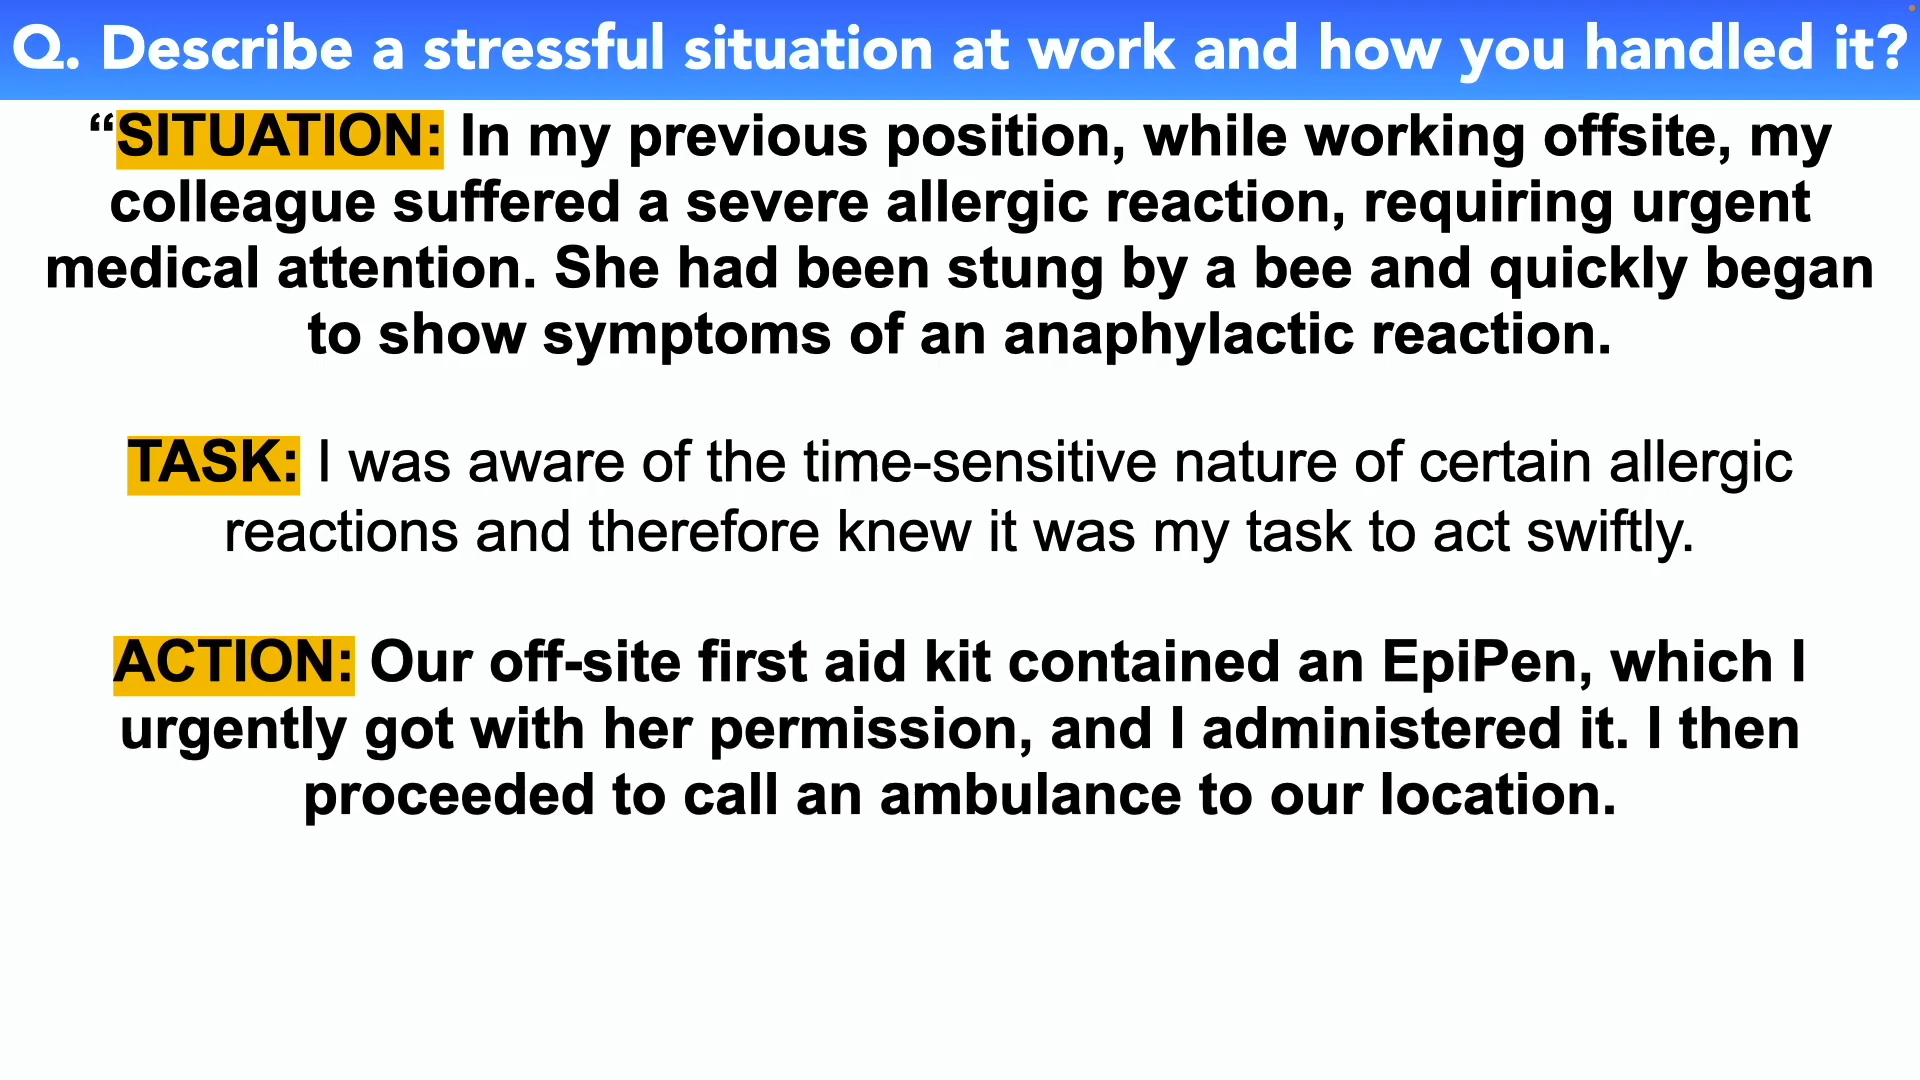 Q. Describe a stressful situation at work and how you handled it?
“SITUATION: In my previous position, while working offsite, my
colleague suffered a severe allergic reaction, requiring urgent
medical attention. She had been stung by a bee and quickly began
to show symptoms of an anaphylactic reaction.
TASK: I was aware of the time-sensitive nature of certain allergic
reactions and therefore knew it was my task to act swiftly.
ACTION: Our off-site first aid kit contained an EpiPen, which I
urgently got with her permission, and I administered it. I then
proceeded to call an ambulance to our location.